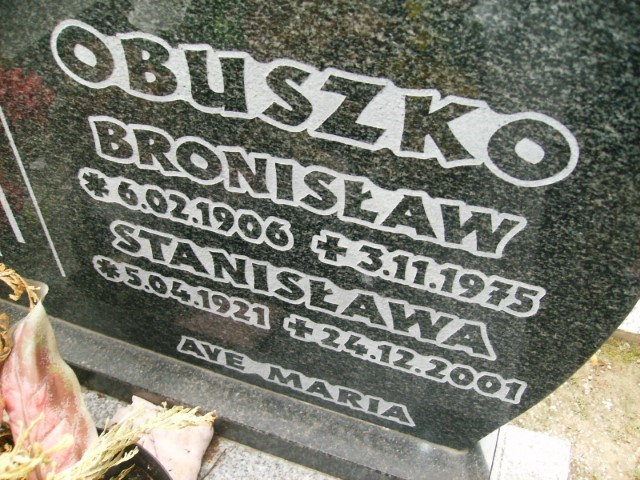 OBUSZKO
BRONISŁAW
* 6.02.1906 + 3.11.1975
STANISŁAWA
* 5.04.1921 + 24.12.2001
AVE MARIA